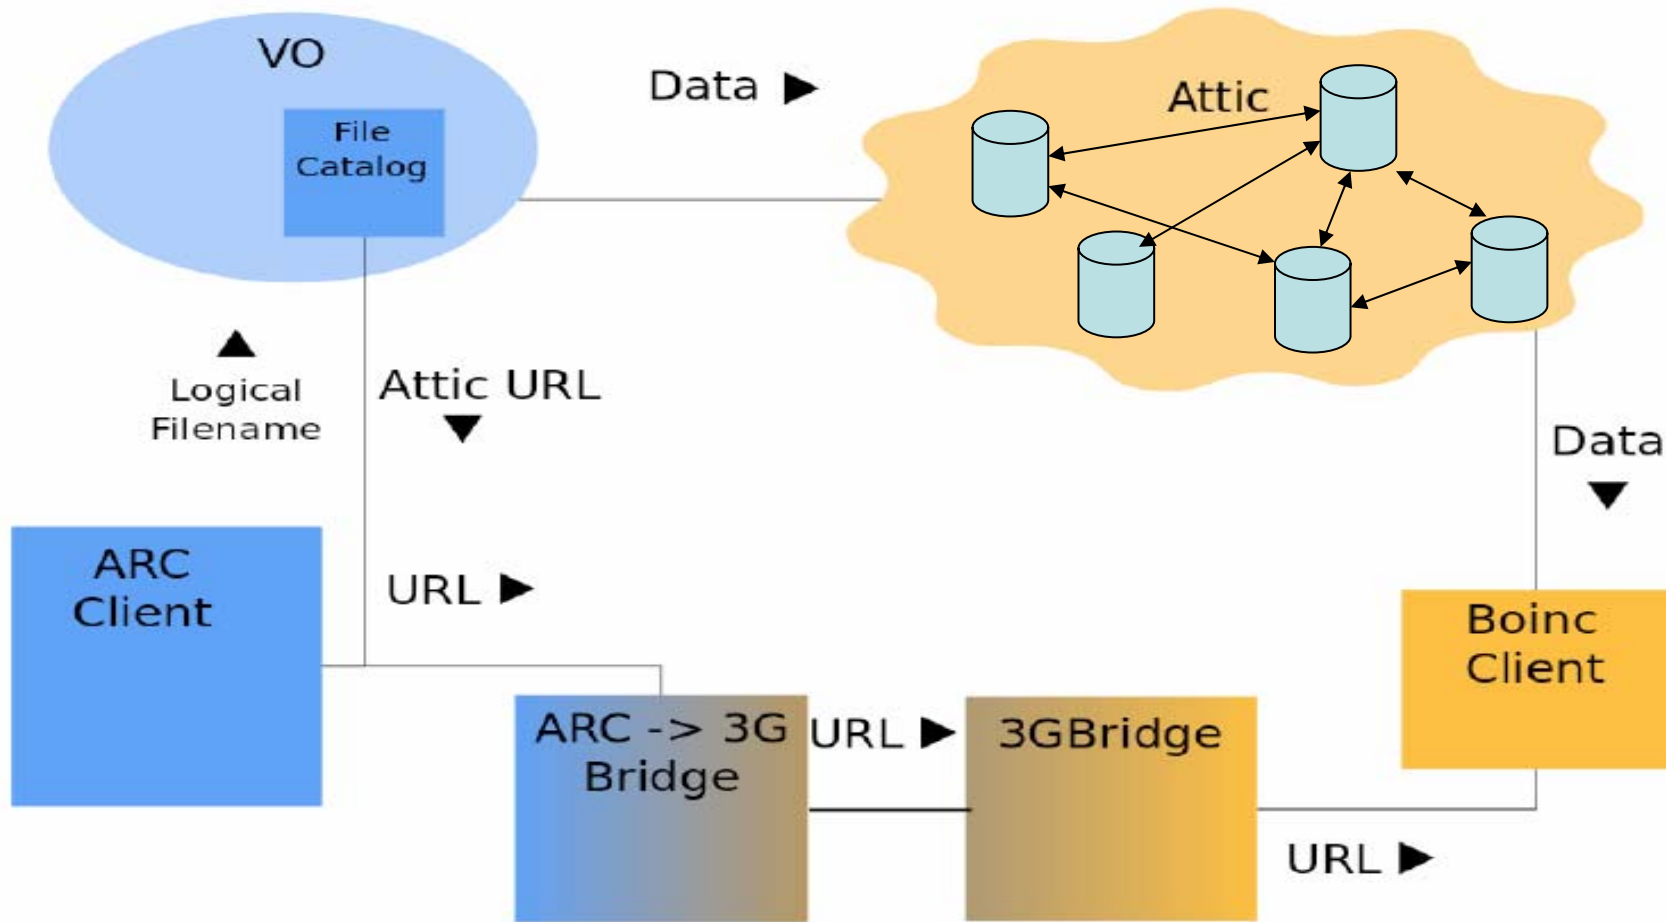 VO
File
Catalog
Data ►
Attic
Logical
Filename
Attic URL
Data
ARC
Client
URL ►
Boinc
Client
ARC -> 3G
Bridge
URL ►
3GBridge
URL ►